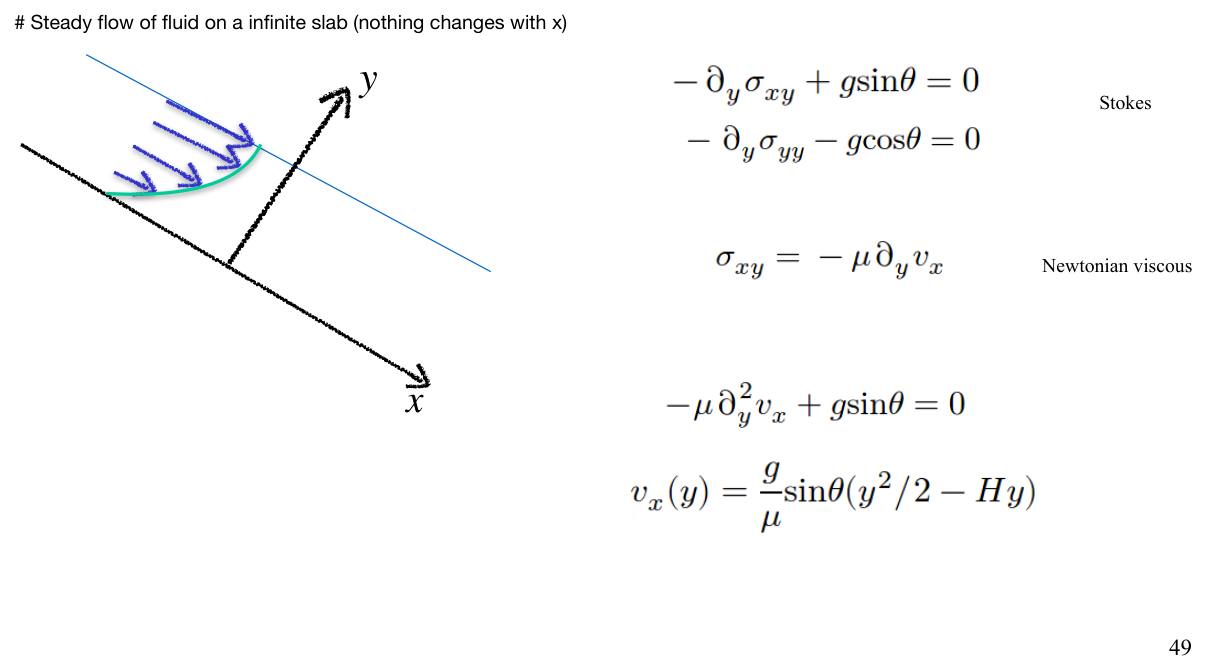 # Steady flow of fluid on a infinite slab (nothing changes with x)
y
x
− ∂_y σ_xy + gsinθ = 0
− ∂_y σ_yy − gcosθ = 0
Stokes
σ_xy = − μ∂_y v_x
Newtonian viscous
−μ∂_y^2 v_x + gsinθ = 0
v_x(y) = g/μ sinθ(y^2/2 − Hy)
49